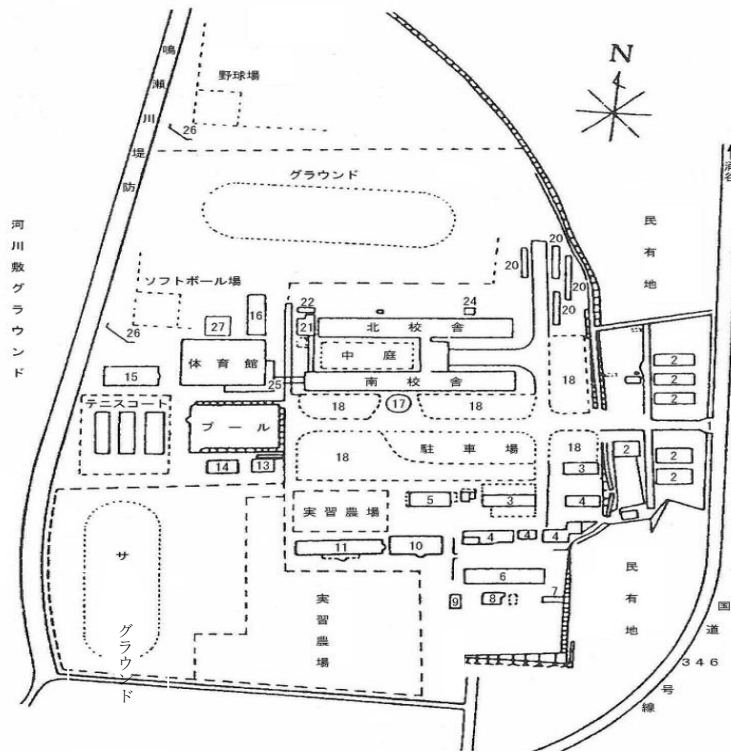 鳴瀬川堤防
野球場
26
N
グラウンド
涌谷
民有地
河川敷グラウンド
20
20
20
20
ソフトボール場
26
27
16
22
21
24
北校舎
中庭
南校舎
体育館
15
25
18
18
17
18
2
2
2
1
テニスコート
プール
14
13
18
駐車場
18
3
2
2
2
実習農場
5
3
4
11
10
4
4
4
6
7
8
9
サ
グラウンド
実習農場
民有地
国道346号線